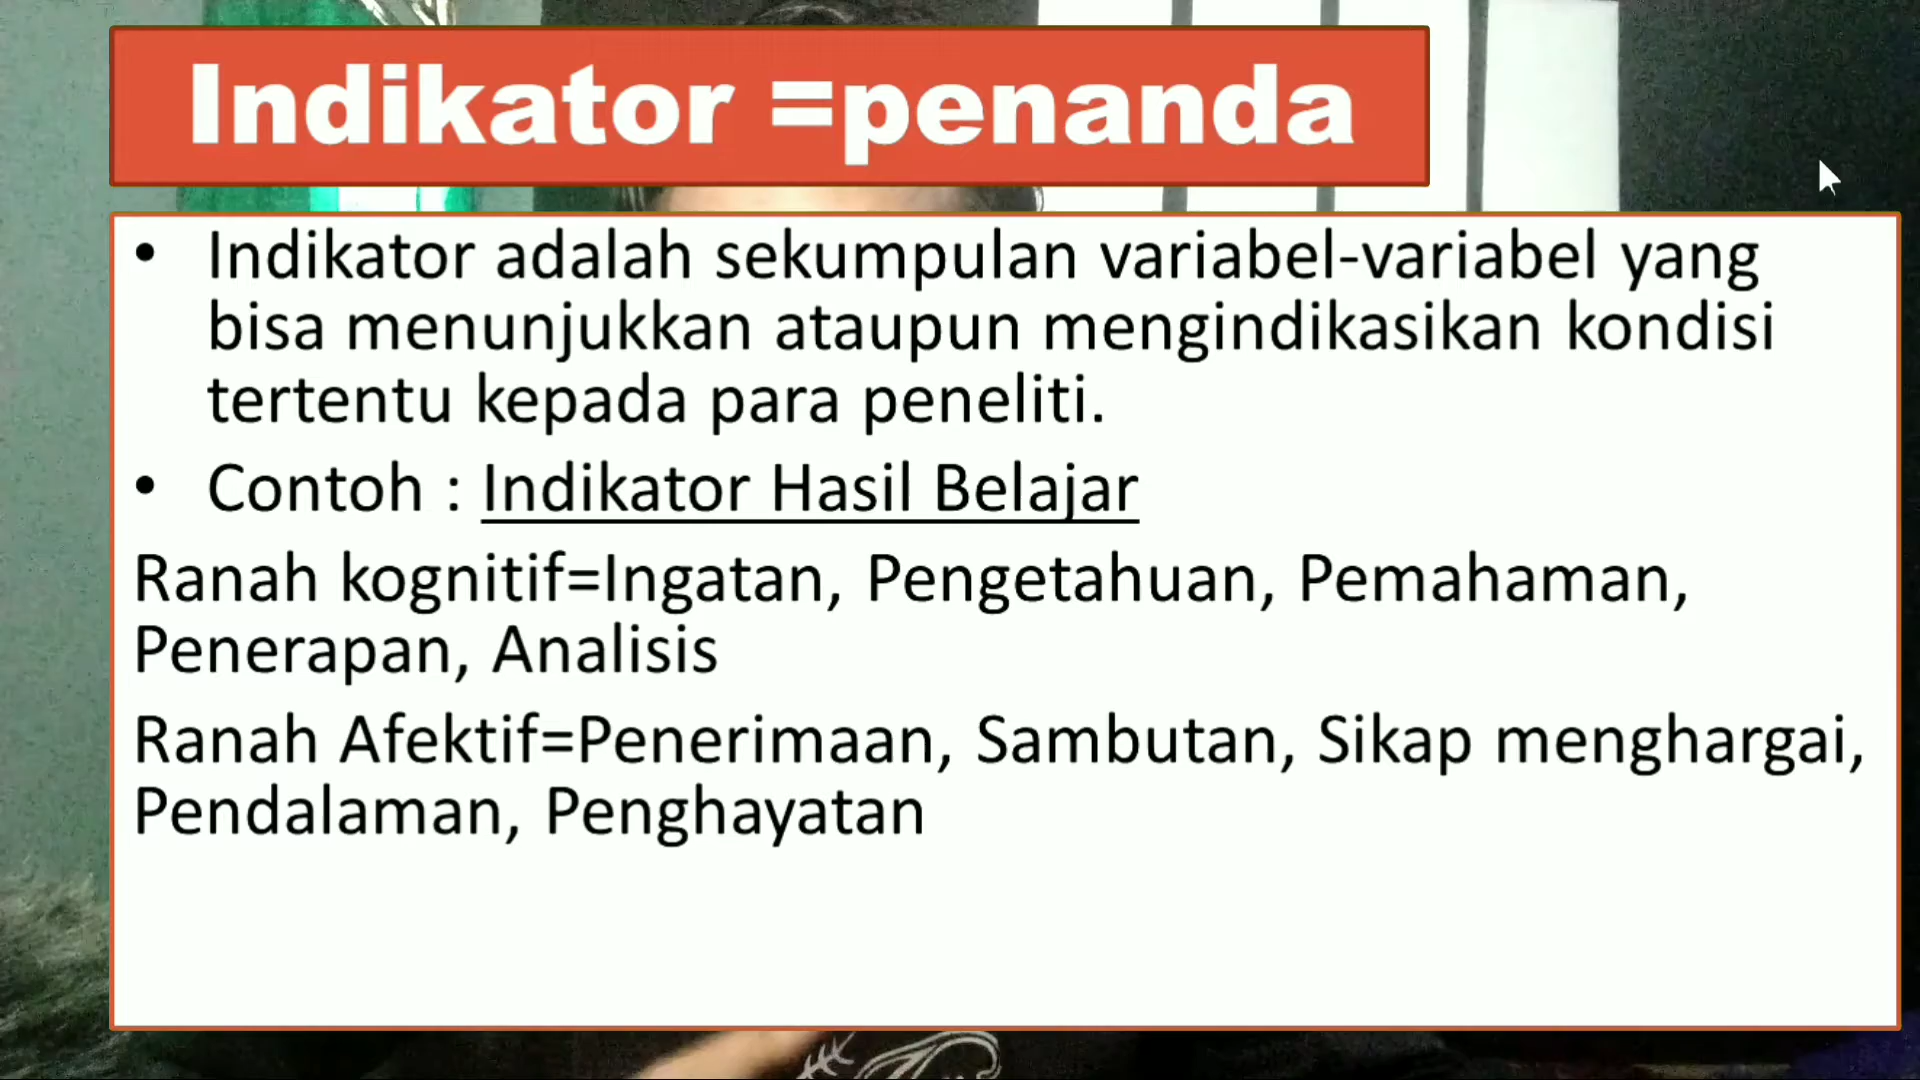 Indikator =penanda
• Indikator adalah sekumpulan variabel-variabel yang
bisa menunjukkan ataupun mengindikasikan kondisi
tertentu kepada para peneliti.
• Contoh : Indikator Hasil Belajar
Ranah kognitif=Ingatan, Pengetahuan, Pemahaman,
Penerapan, Analisis
Ranah Afektif=Penerimaan, Sambutan, Sikap menghargai,
Pendalaman, Penghayatan